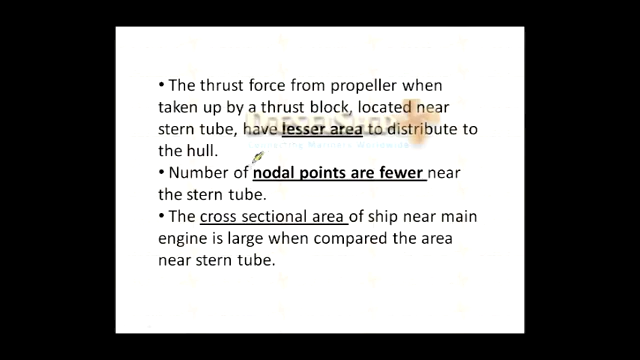 • The thrust force from propeller when
taken up by a thrust block, located near
stern tube, have lesser area to distribute to
the hull.
• Number of nodal points are fewer near
the stern tube.
• The cross sectional area of ship near main
engine is large when compared the area
near stern tube.